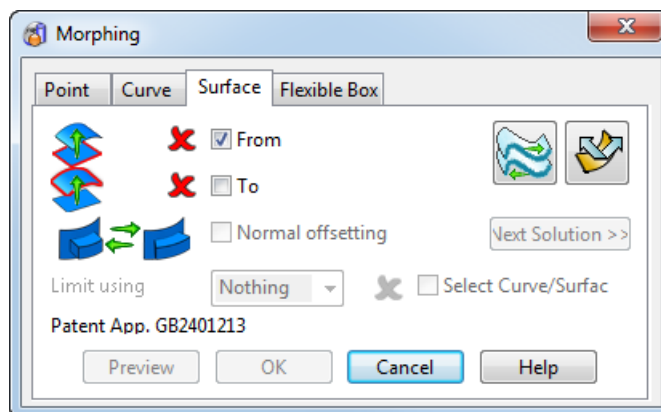 Morphing
Point Curve Surface Flexible Box
From
To
Normal offsetting
Next Solution >>
Limit using
Nothing
Select Curve/Surfac
Patent App. GB2401213
Preview OK Cancel Help